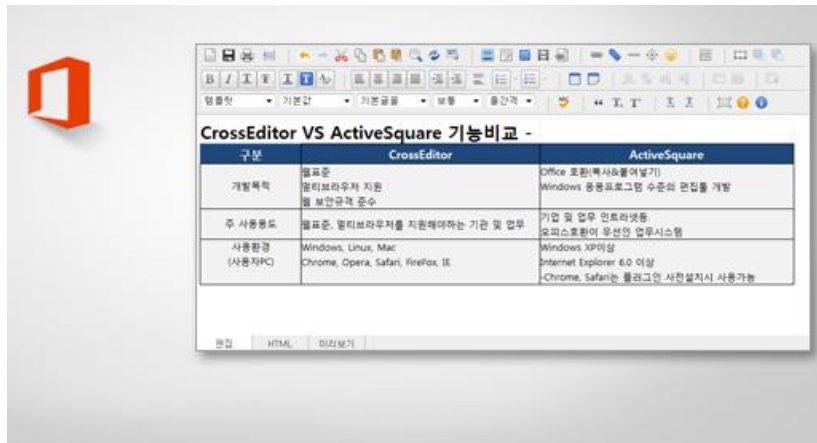 템플릿 기본값 기본글꼴 보통 줄간격
CrossEditor VS ActiveSquare 기능비교 -
구분 CrossEditor ActiveSquare
개발목적
웹표준
멀티브라우저 지원
웹 보안규격 준수
Office 호환(복사&붙여넣기)
Windows 응용프로그램 수준의 편집툴 개발
주 사용용도
웹표준, 멀티브라우저를 지원해야하는 기관 및 업무
기업 및 업무 인트라넷등
오피스호환이 우선인 업무시스템
사용환경
(사용자PC)
Windows, Linux, Mac
Chrome, Opera, Safari, FireFox, IE
Windows XP이상
Internet Explorer 6.0 이상
-Chrome, Safari는 플러그인 사전설치시 사용가능
편집 HTML 미리보기